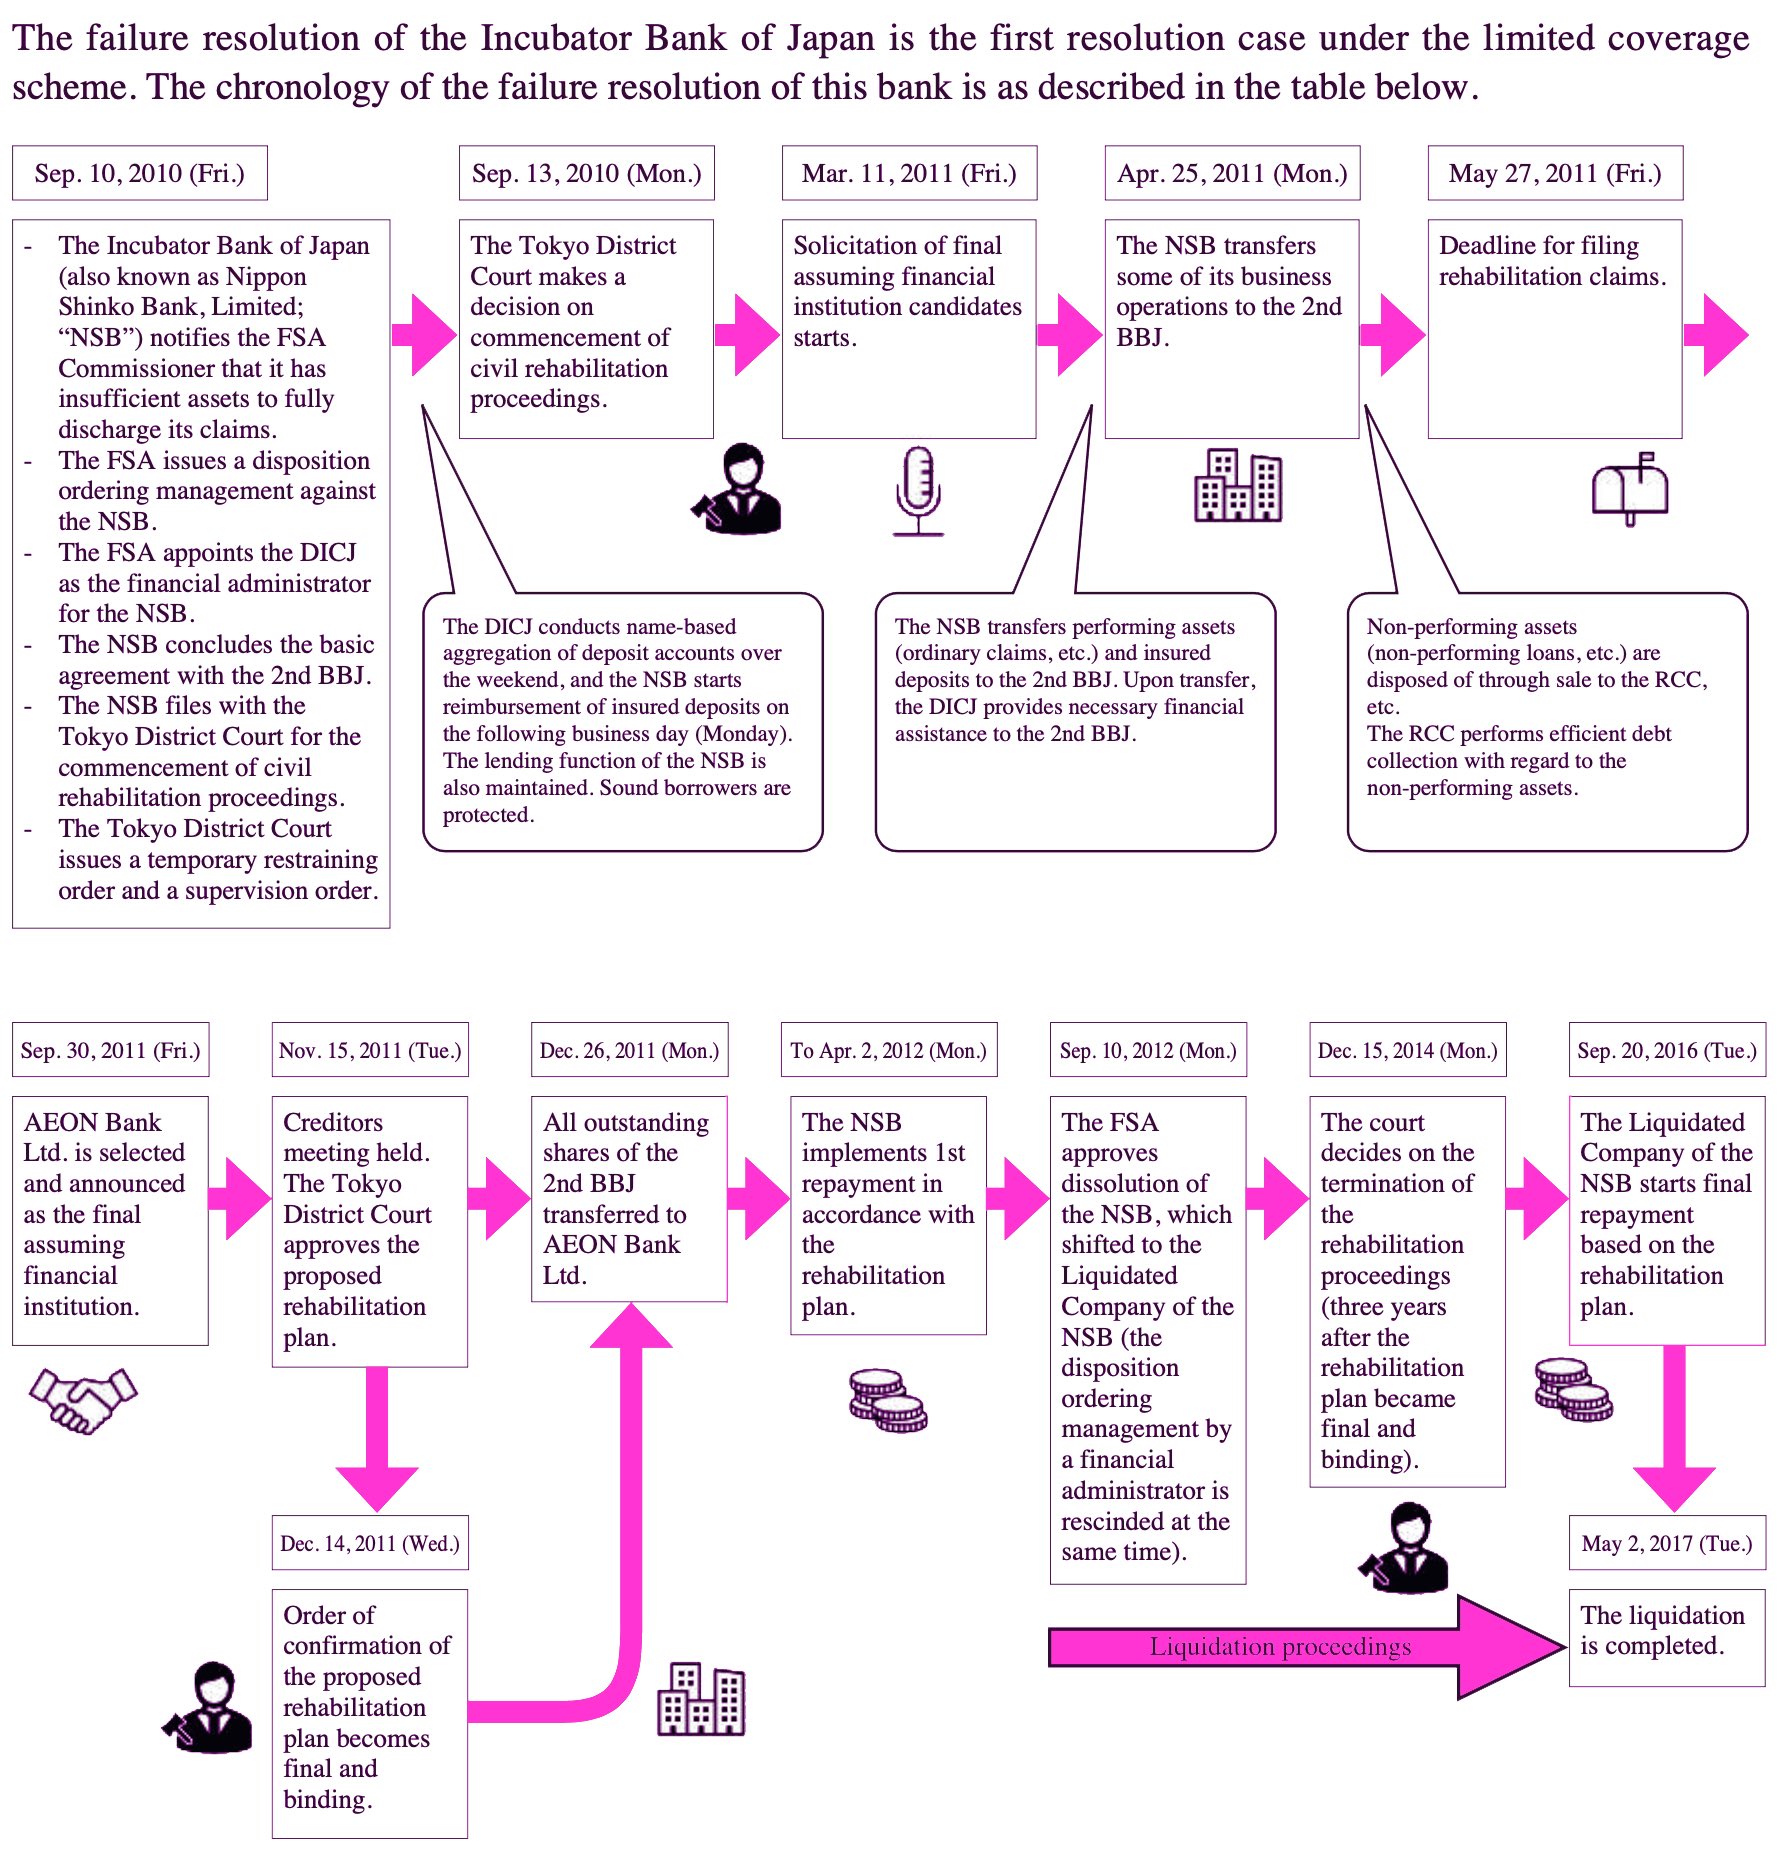 The failure resolution of the Incubator Bank of Japan is the first resolution case under the limited coverage
scheme. The chronology of the failure resolution of this bank is as described in the table below.
Sep. 10, 2010 (Fri.)
- The Incubator Bank of Japan
(also known as Nippon
Shinko Bank, Limited;
“NSB”) notifies the FSA
Commissioner that it has
insufficient assets to fully
discharge its claims.
- The FSA issues a disposition
ordering management against
the NSB.
- The FSA appoints the DICJ
as the financial administrator
for the NSB.
- The NSB concludes the basic
agreement with the 2nd BBJ.
- The NSB files with the
Tokyo District Court for the
commencement of civil
rehabilitation proceedings.
- The Tokyo District Court
issues a temporary restraining
order and a supervision order.
The DICJ conducts name-based
aggregation of deposit accounts over
the weekend, and the NSB starts
reimbursement of insured deposits on
the following business day (Monday).
The lending function of the NSB is
also maintained. Sound borrowers are
protected.
Sep. 13, 2010 (Mon.)
The Tokyo District
Court makes a
decision on
commencement of
civil rehabilitation
proceedings.
Mar. 11, 2011 (Fri.)
Solicitation of final
assuming financial
institution candidates
starts.
The NSB transfers performing assets
(ordinary claims, etc.) and insured
deposits to the 2nd BBJ. Upon transfer,
the DICJ provides necessary financial
assistance to the 2nd BBJ.
Apr. 25, 2011 (Mon.)
The NSB transfers
some of its business
operations to the 2nd
BBJ.
Non-performing assets
(non-performing loans, etc.) are
disposed of through sale to the RCC,
etc.
The RCC performs efficient debt
collection with regard to the
non-performing assets.
May 27, 2011 (Fri.)
Deadline for filing
rehabilitation claims.
Sep. 30, 2011 (Fri.)
AEON Bank
Ltd. is selected
and announced
as the final
assuming
financial
institution.
Nov. 15, 2011 (Tue.)
Creditors
meeting held.
The Tokyo
District Court
approves the
proposed
rehabilitation
plan.
Dec. 14, 2011 (Wed.)
Order of
confirmation of
the proposed
rehabilitation
plan becomes
final and
binding.
Dec. 26, 2011 (Mon.)
All outstanding
shares of the
2nd BBJ
transferred to
AEON Bank
Ltd.
To Apr. 2, 2012 (Mon.)
The NSB
implements 1st
repayment in
accordance with
the
rehabilitation
plan.
Sep. 10, 2012 (Mon.)
The FSA
approves
dissolution of
the NSB, which
shifted to the
Liquidated
Company of the
NSB (the
disposition
ordering
management by
a financial
administrator is
rescinded at the
same time).
Dec. 15, 2014 (Mon.)
The court
decides on the
termination of
the
rehabilitation
proceedings
(three years
after the
rehabilitation
plan became
final and
binding).
Liquidation proceedings
Sep. 20, 2016 (Tue.)
The Liquidated
Company of the
NSB starts final
repayment
based on the
rehabilitation
plan.
May 2, 2017 (Tue.)
The liquidation
is completed.